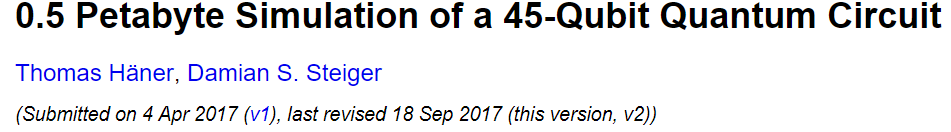 0.5 Petabyte Simulation of a 45-Qubit Quantum Circuit
Thomas Häner, Damian S. Steiger
(Submitted on 4 Apr 2017 (v1), last revised 18 Sep 2017 (this version, v2))